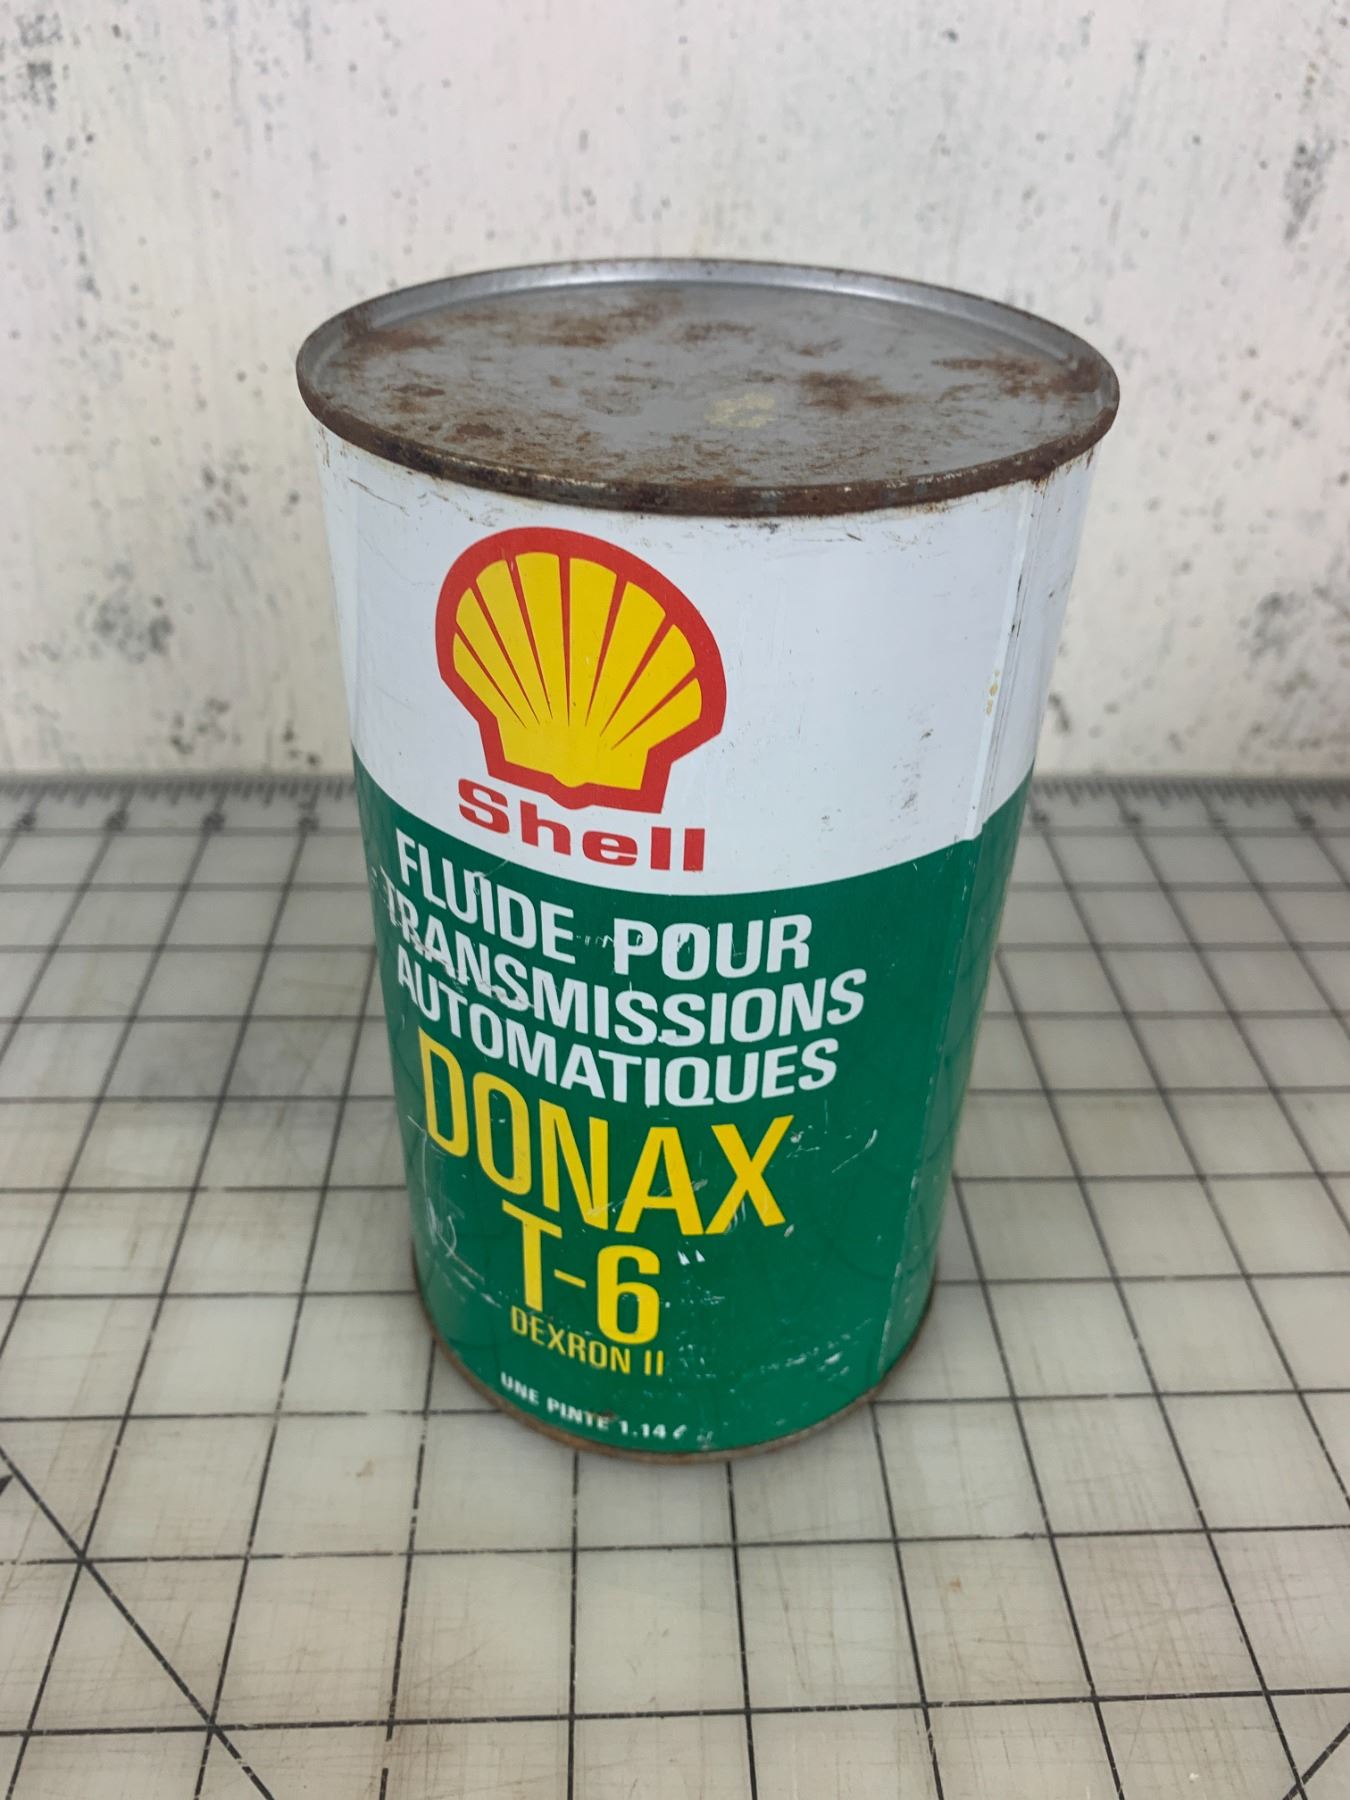 Shell
FLUIDE POUR
TRANSMISSIONS
AUTOMATIQUES
DONAX
T-6
DEXRON II
UNE PINTE 1.14 ℓ